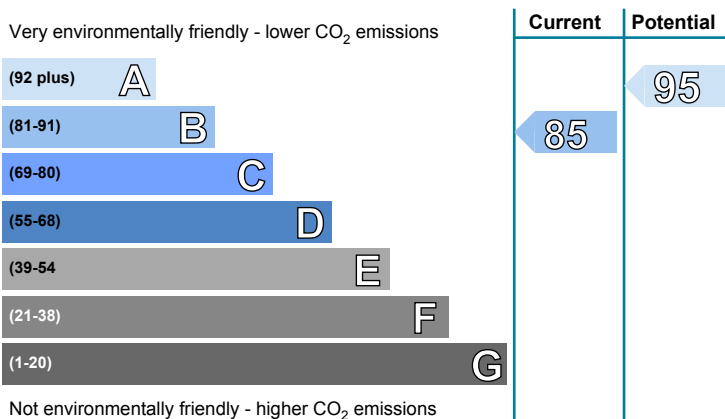 Very environmentally friendly - lower CO2 emissions
Current
Potential
(92 plus) A
95
(81-91) B
85
(69-80) C
(55-68) D
(39-54 E
(21-38) F
(1-20) G
Not environmentally friendly - higher CO2 emissions